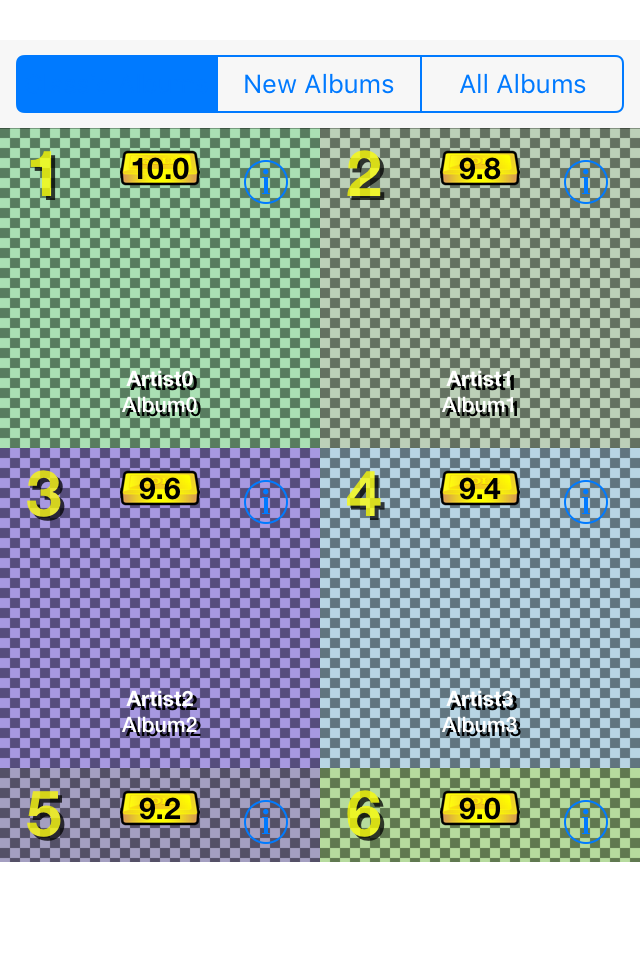 New Albums
All Albums
1
10.0
2
9.8
Artist0
Album0
Artist1
Album1
3
9.6
4
9.4
Artist2
Album2
Artist3
Album3
5
9.2
6
9.0